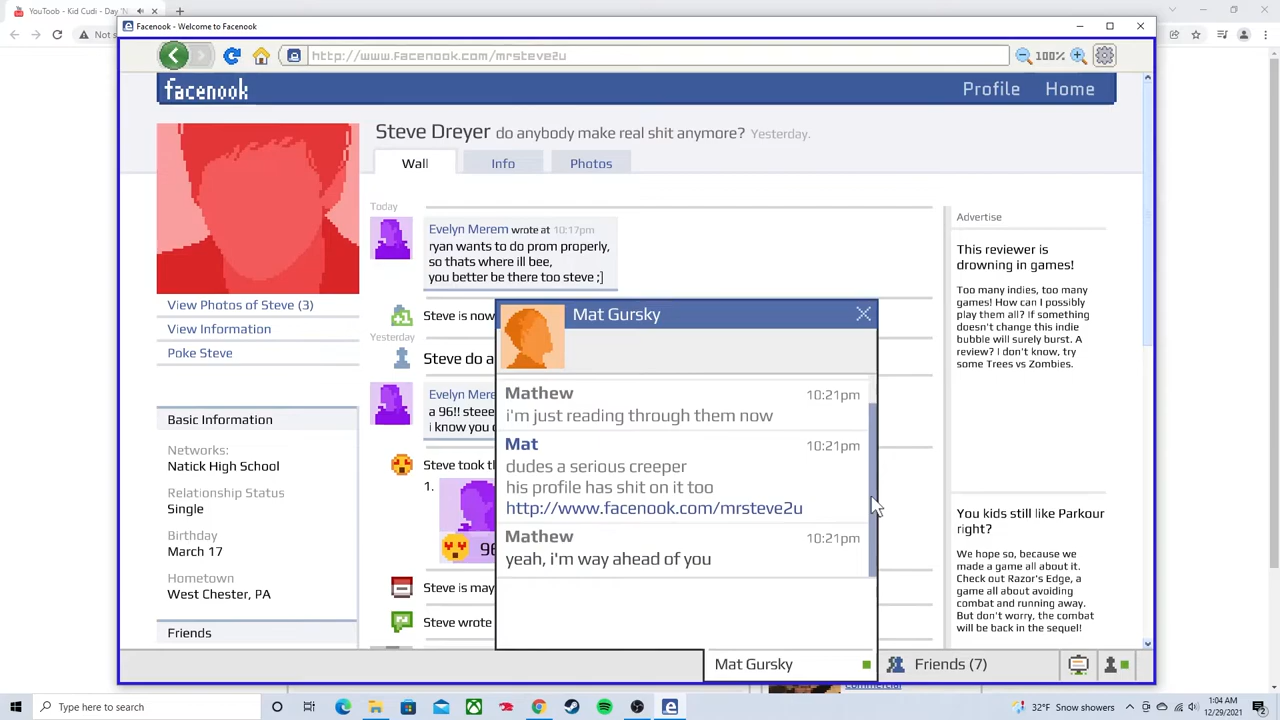 YouToob - Kid Cudi - Day 'N
Not s
Facenook - Welcome to Facenook
http://www.facenook.com/mrsteve2u
100%
facenook
Profile
Home
Steve Dreyer do anybody make real shit anymore? Yesterday.
Wall
Info
Photos
View Photos of Steve (3)
View Information
Poke Steve
Basic Information
Networks:
Natick High School
Relationship Status
Single
Birthday
March 17
Hometown
West Chester, PA
Friends
Today
Evelyn Merem wrote at 10:17pm
ryan wants to do prom properly,
so thats where ill bee,
you better be there too steve ;]
Steve is now
Yesterday
Steve do a
Evelyn Mere
a 96!! steee
i know you
Steve took th
1.
96
Steve is may
Steve wrote
Mat Gursky
Mathew
10:21pm
i'm just reading through them now
Mat
10:21pm
dudes a serious creeper
his profile has shit on it too
http://www.facenook.com/mrsteve2u
Mathew
10:21pm
yeah, i'm way ahead of you
Advertise
This reviewer is
drowning in games!
Too many indies, too many
games! How can I possibly
play them all? If something
doesn't change this indie
bubble will surely burst. A
review? I don't know, try
some Trees vs Zombies.
You kids still like Parkour
right?
We hope so, because we
made a game all about it.
Check out Razor's Edge, a
game all about avoiding
combat and running away.
But don't worry, the combat
will be back in the sequel!
Mat Gursky
Friends (7)
commercial
Type here to search
32°F Snow showers
1:04 AM
12/29/2021
2